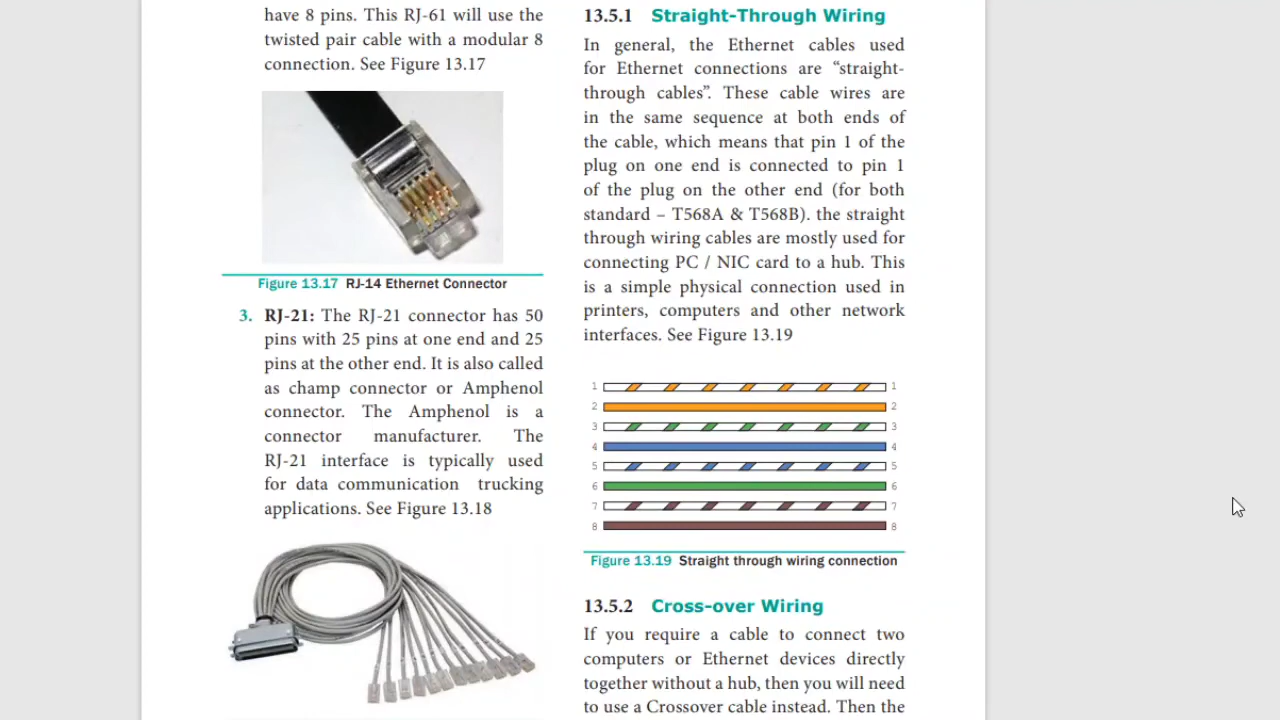 have 8 pins. This RJ-61 will use the
twisted pair cable with a modular 8
connection. See Figure 13.17
Figure 13.17 RJ-14 Ethernet Connector
3. RJ-21: The RJ-21 connector has 50
pins with 25 pins at one end and 25
pins at the other end. It is also called
as champ connector or Amphenol
connector. The Amphenol is a
connector manufacturer. The
RJ-21 interface is typically used
for data communication trucking
applications. See Figure 13.18
13.5.1 Straight-Through Wiring
In general, the Ethernet cables used
for Ethernet connections are “straight-
through cables”. These cable wires are
in the same sequence at both ends of
the cable, which means that pin 1 of the
plug on one end is connected to pin 1
of the plug on the other end (for both
standard – T568A & T568B). the straight
through wiring cables are mostly used for
connecting PC / NIC card to a hub. This
is a simple physical connection used in
printers, computers and other network
interfaces. See Figure 13.19
1 1
2 2
3 3
4 4
5 5
6 6
7 7
8 8
Figure 13.19 Straight through wiring connection
13.5.2 Cross-over Wiring
If you require a cable to connect two
computers or Ethernet devices directly
together without a hub, then you will need
to use a Crossover cable instead. Then the